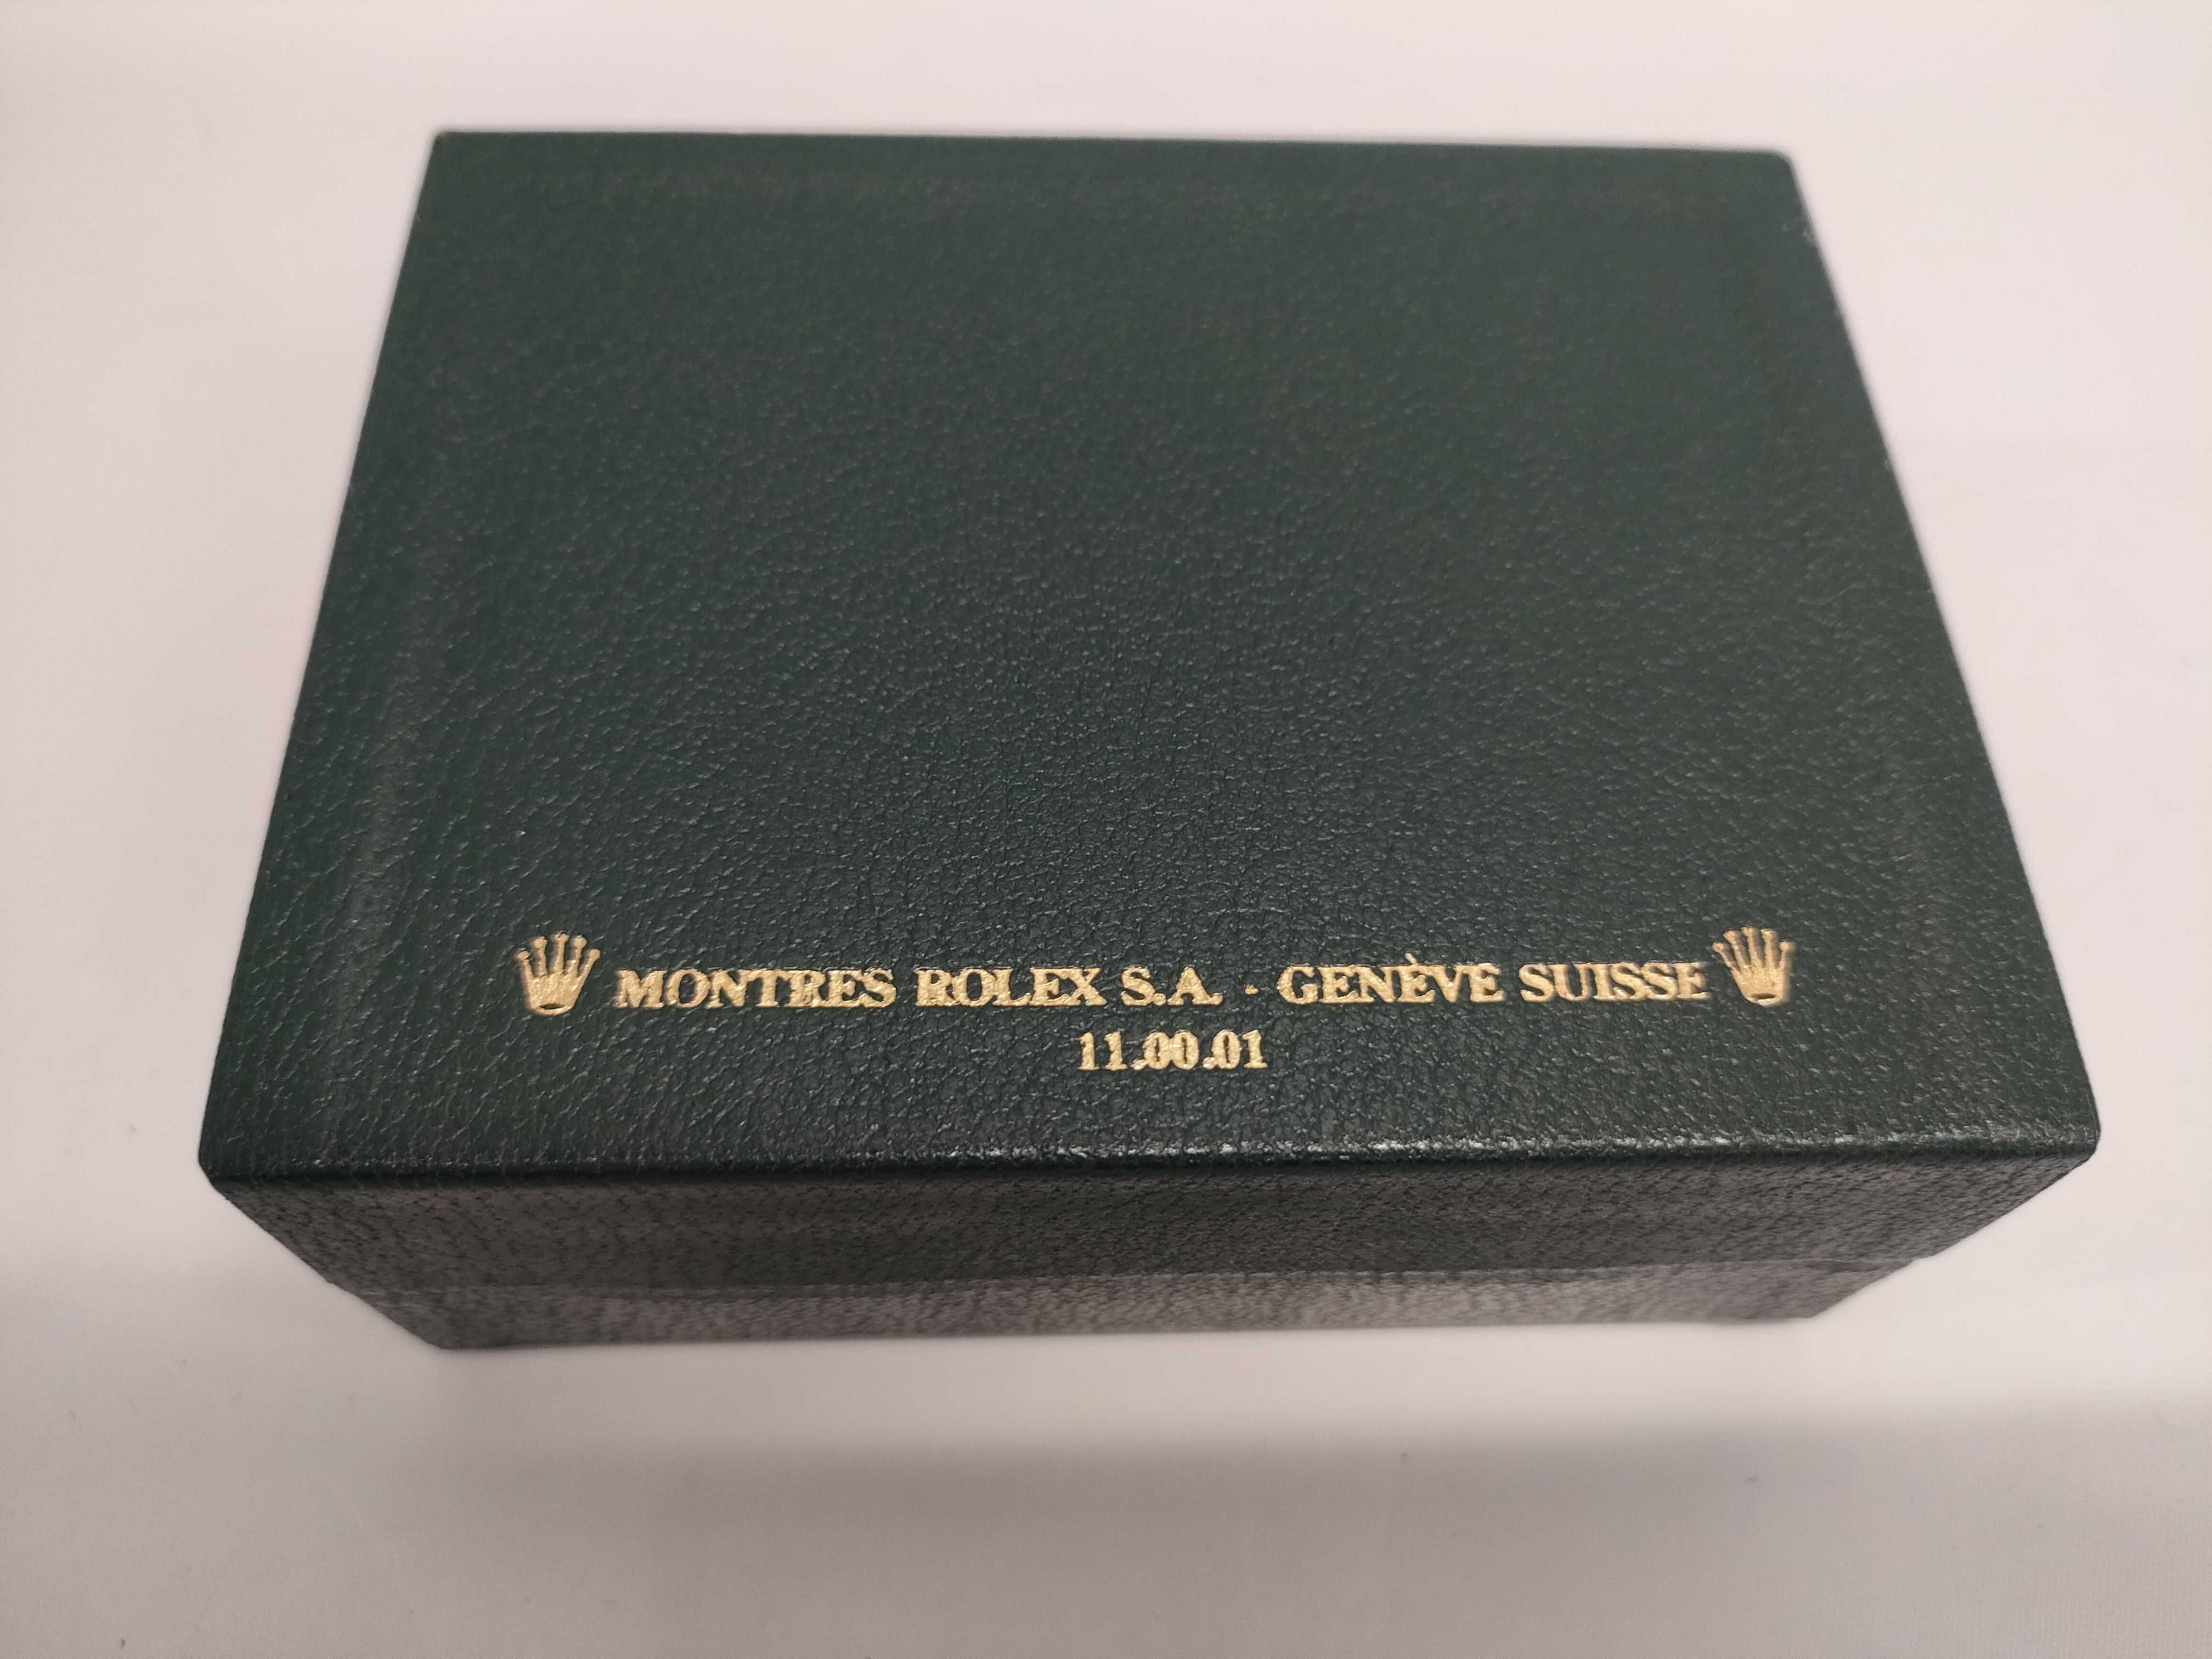 MONTRES ROLEX S.A. · GENÈVE SUISSE
11.00.01